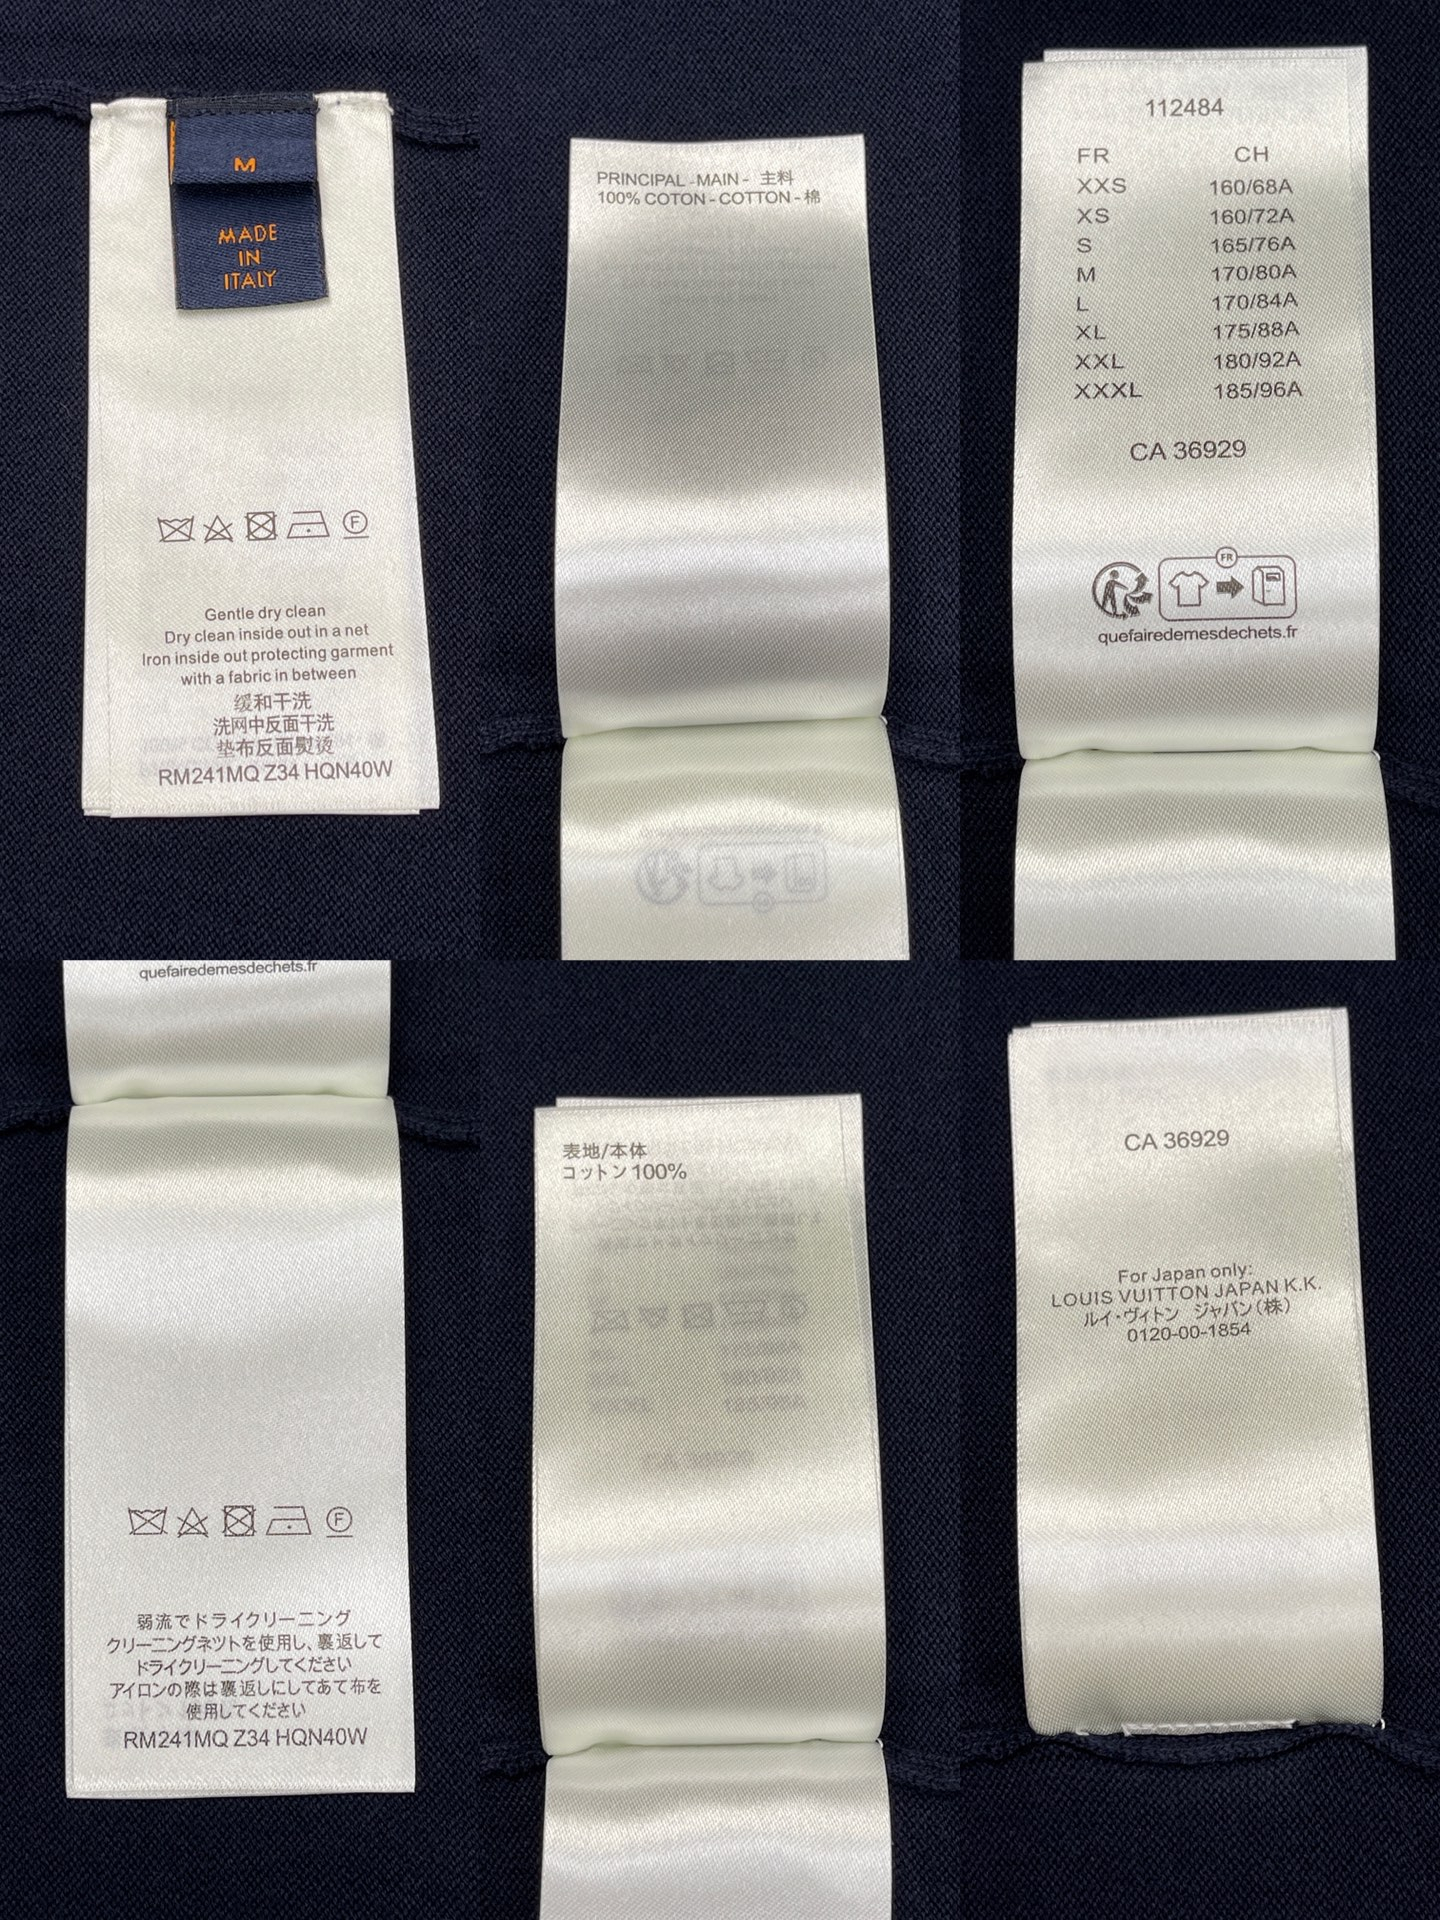 M
MADE
IN
ITALY
F
Gentle dry clean
Dry clean inside out in a net
Iron inside out protecting garment
with a fabric in between
缓和干洗
洗网中反面干洗
垫布反面熨烫
RM241MQ Z34 HQN40W
PRINCIPAL - MAIN - 主料
100% COTON - COTTON - 棉
112484
FR CH
XXS 160/68A
XS 160/72A
S 165/76A
M 170/80A
L 170/84A
XL 175/88A
XXL 180/92A
XXXL 185/96A
CA 36929
FR
quefairedemesdechets.fr
quefairedemesdechets.fr
F
弱流でドライクリーニング
クリーニングネツトを使用し、裏返して
ドライクリーニングしてください
アイロンの際は裏返しにしてあて布を
使用してください
RM241MQ Z34 HQN40W
表地/本体
コットン 100%
CA 36929
For Japan only:
LOUIS VUITTON JAPAN K.K.
ルイ・ヴィトン ジャパン(株)
0120-00-1854